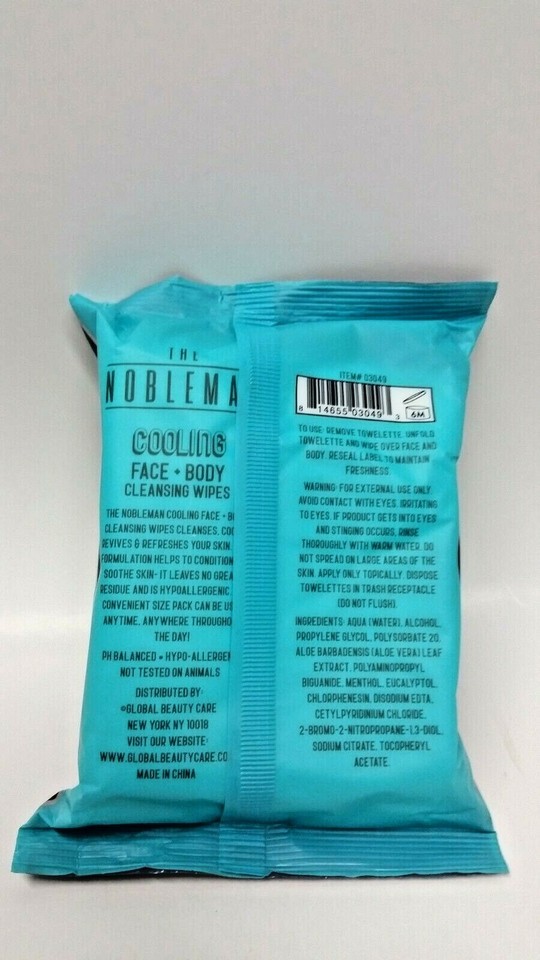 THE
NOBLEMA
COOLING
FACE + BODY
CLEANSING WIPES
THE NOBLEMAN COOLING FACE + BO
CLEANSING WIPES CLEANSES, COO
REVIVES & REFRESHES YOUR SKIN.
FORMULATION HELPS TO CONDITION
SOOTHE SKIN- IT LEAVES NO GREA
RESIDUE AND IS HYPOALLERGENIC.
CONVENIENT SIZE PACK CAN BE US
ANYTIME, ANYWHERE THROUGHO
THE DAY!
PH BALANCED • HYPO-ALLERGEN
NOT TESTED ON ANIMALS
DISTRIBUTED BY:
©GLOBAL BEAUTY CARE
NEW YORK NY 10018
VISIT OUR WEBSITE:
WWW.GLOBALBEAUTYCARE.CO
MADE IN CHINA
ITEM# 03049
8 14655 03049 3
6M
TO USE: REMOVE TOWELETTE, UNFOLD
TOWELETTE AND WIPE OVER FACE AND
BODY. RESEAL LABEL TO MAINTAIN
FRESHNESS
WARNING: FOR EXTERNAL USE ONLY.
AVOID CONTACT WITH EYES. IRRITATING
TO EYES. IF PRODUCT GETS INTO EYES
AND STINGING OCCURS, RINSE
THOROUGHLY WITH WARM WATER. DO
NOT SPREAD ON LARGE AREAS OF THE
SKIN. APPLY ONLY TOPICALLY. DISPOSE
TOWELETTES IN TRASH RECEPTACLE
(DO NOT FLUSH).
INGREDIENTS: AQUA (WATER), ALCOHOL,
PROPYLENE GLYCOL, POLYSORBATE 20,
ALOE BARBADENSIS (ALOE VERA) LEAF
EXTRACT, POLYAMINOPROPYL
BIGUANIDE, MENTHOL, EUCALYPTOL,
CHLORPHENESIN, DISODIUM EDTA,
CETYLPYRIDINIUM CHLORIDE,
2-BROMO-2-NITROPROPANE-1,3-DIOL,
SODIUM CITRATE, TOCOPHERYL
ACETATE.